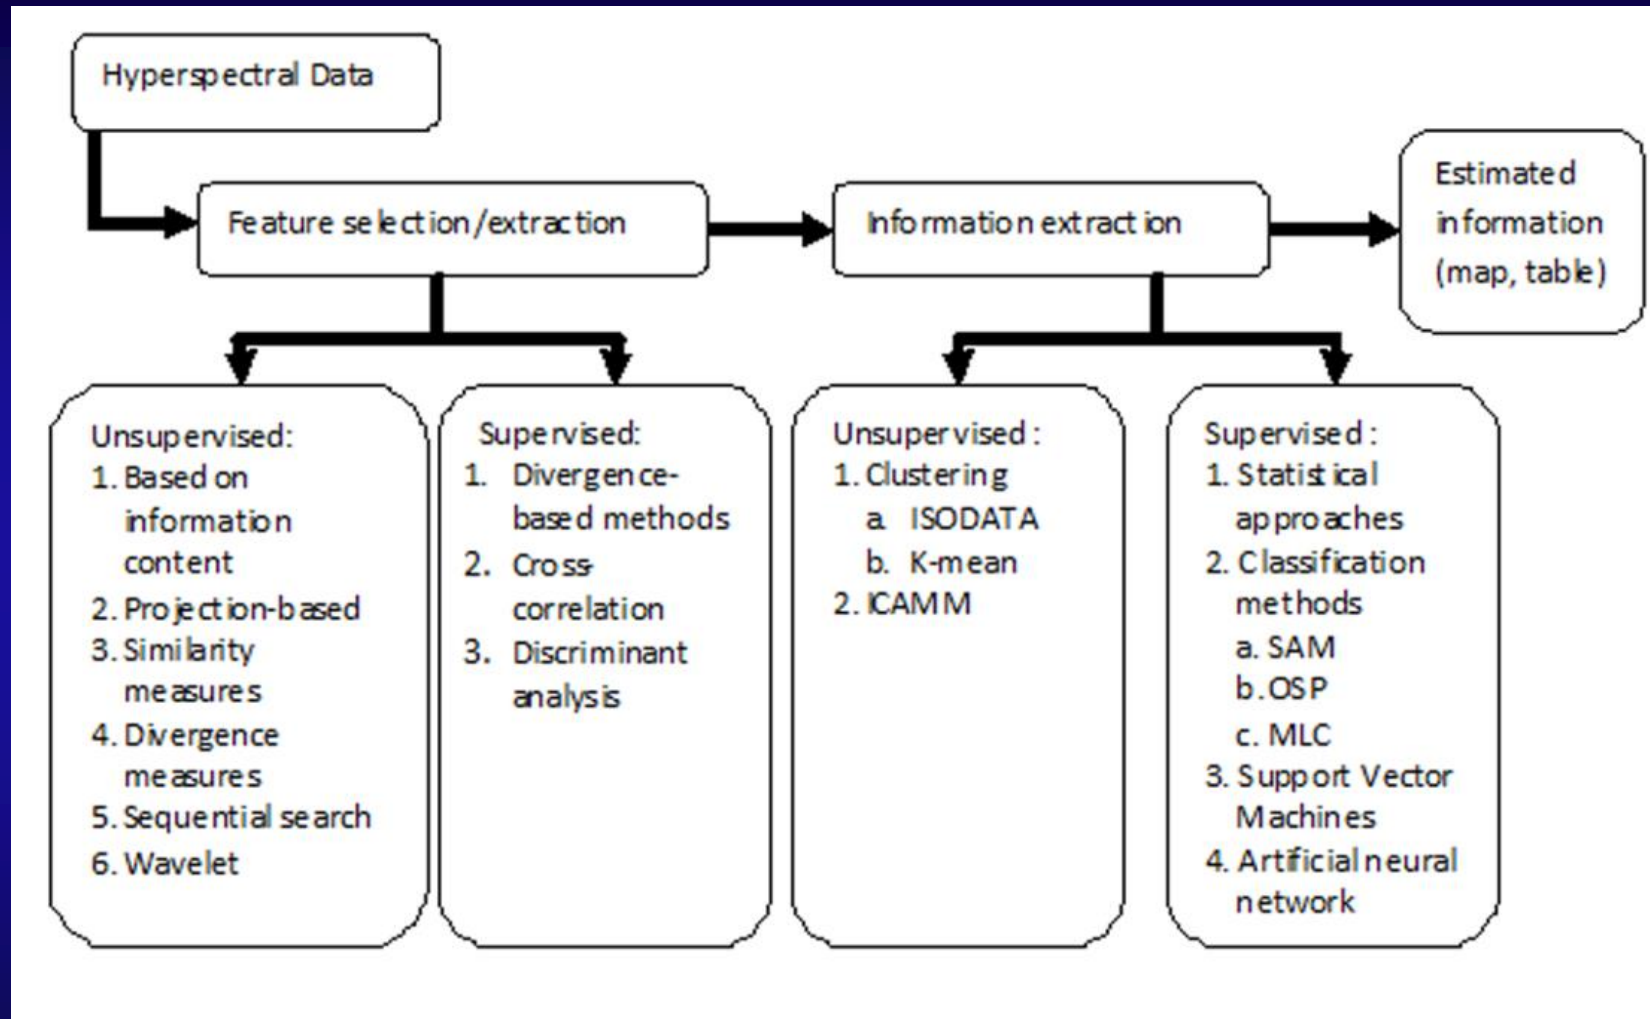 Hyperspectral Data
Feature selection/extraction
Information extraction
Estimated
information
(map, table)
Unsupervised:
1. Based on
information
content
2. Projection-based
3. Similarity
measures
4. Divergence
measures
5. Sequential search
6. Wavelet
Supervised:
1. Divergence-
based methods
2. Cross-
correlation
3. Discriminant
analysis
Unsupervised :
1. Clustering
a. ISODATA
b. K-mean
2. ICAMM
Supervised :
1. Statistical
approaches
2. Classification
methods
a. SAM
b. OSP
c. MLC
3. Support Vector
Machines
4. Artificial neural
network